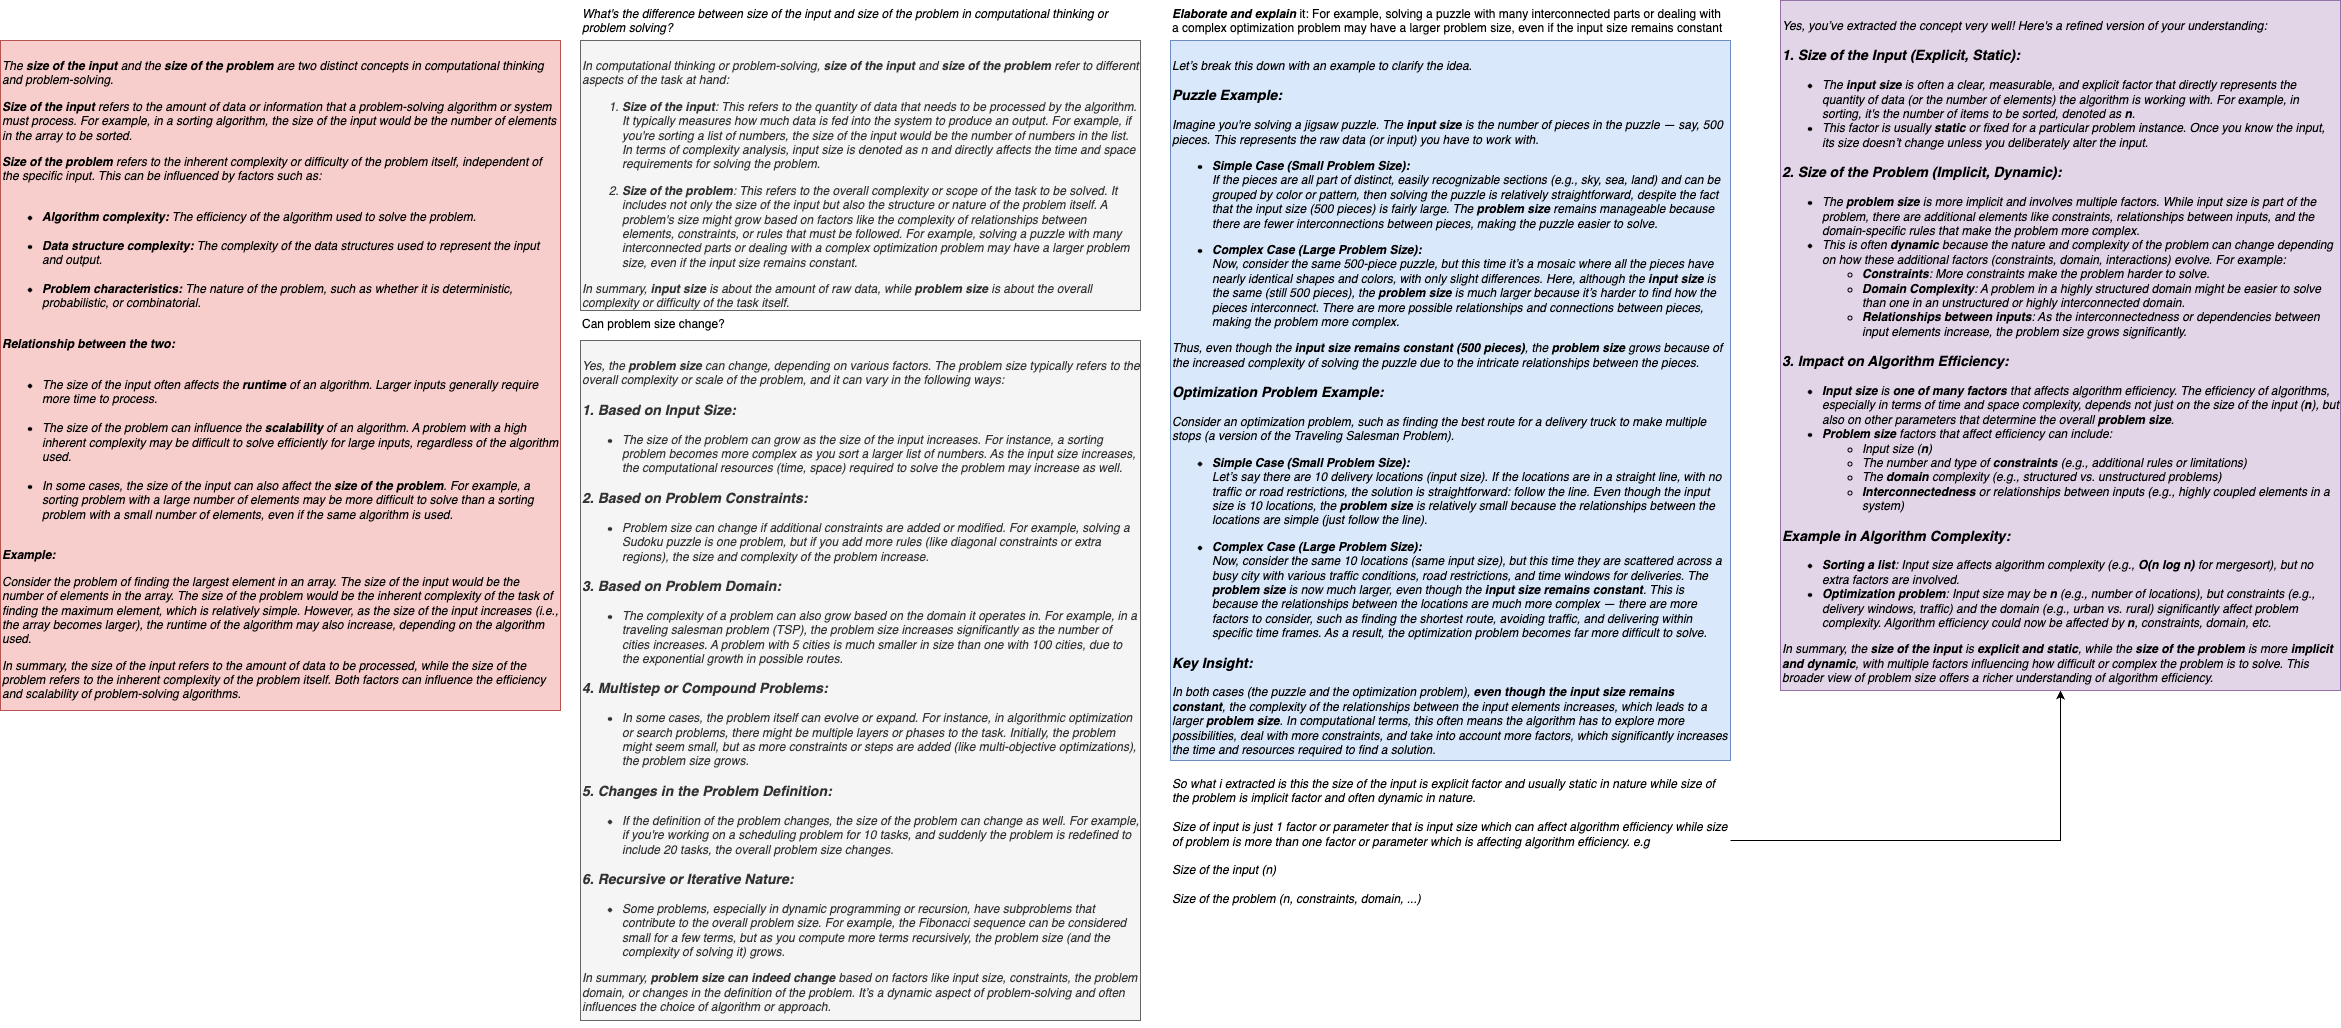 The size of the input and the size of the problem are two distinct concepts in computational thinking
and problem-solving.
Size of the input refers to the amount of data or information that a problem-solving algorithm or system
must process. For example, in a sorting algorithm, the size of the input would be the number of elements
in the array to be sorted.
Size of the problem refers to the inherent complexity or difficulty of the problem itself, independent of
the specific input. This can be influenced by factors such as:
• Algorithm complexity: The efficiency of the algorithm used to solve the problem.
• Data structure complexity: The complexity of the data structures used to represent the input
and output.
• Problem characteristics: The nature of the problem, such as whether it is deterministic,
probabilistic, or combinatorial.
Relationship between the two:
• The size of the input often affects the runtime of an algorithm. Larger inputs generally require
more time to process.
• The size of the problem can influence the scalability of an algorithm. A problem with a high
inherent complexity may be difficult to solve efficiently for large inputs, regardless of the algorithm
used.
• In some cases, the size of the input can also affect the size of the problem. For example, a
sorting problem with a large number of elements may be more difficult to solve than a sorting
problem with a small number of elements, even if the same algorithm is used.
Example:
Consider the problem of finding the largest element in an array. The size of the input would be the
number of elements in the array. The size of the problem would be the inherent complexity of the task of
finding the maximum element, which is relatively simple. However, as the size of the input increases (i.e.,
the array becomes larger), the runtime of the algorithm may also increase, depending on the algorithm
used.
In summary, the size of the input refers to the amount of data to be processed, while the size of the
problem refers to the inherent complexity of the problem itself. Both factors can influence the efficiency
and scalability of problem-solving algorithms.
What's the difference between size of the input and size of the problem in computational thinking or
problem solving?
In computational thinking or problem-solving, size of the input and size of the problem refer to different
aspects of the task at hand:
1. Size of the input: This refers to the quantity of data that needs to be processed by the algorithm.
It typically measures how much data is fed into the system to produce an output. For example, if
you're sorting a list of numbers, the size of the input would be the number of numbers in the list.
In terms of complexity analysis, input size is denoted as n and directly affects the time and space
requirements for solving the problem.
2. Size of the problem: This refers to the overall complexity or scope of the task to be solved. It
includes not only the size of the input but also the structure or nature of the problem itself. A
problem's size might grow based on factors like the complexity of relationships between
elements, constraints, or rules that must be followed. For example, solving a puzzle with many
interconnected parts or dealing with a complex optimization problem may have a larger problem
size, even if the input size remains constant.
In summary, input size is about the amount of raw data, while problem size is about the overall
complexity or difficulty of the task itself.
Can problem size change?
Yes, the problem size can change, depending on various factors. The problem size typically refers to the
overall complexity or scale of the problem, and it can vary in the following ways:
1. Based on Input Size:
• The size of the problem can grow as the size of the input increases. For instance, a sorting
problem becomes more complex as you sort a larger list of numbers. As the input size increases,
the computational resources (time, space) required to solve the problem may increase as well.
2. Based on Problem Constraints:
• Problem size can change if additional constraints are added or modified. For example, solving a
Sudoku puzzle is one problem, but if you add more rules (like diagonal constraints or extra
regions), the size and complexity of the problem increase.
3. Based on Problem Domain:
• The complexity of a problem can also grow based on the domain it operates in. For example, in a
traveling salesman problem (TSP), the problem size increases significantly as the number of
cities increases. A problem with 5 cities is much smaller in size than one with 100 cities, due to
the exponential growth in possible routes.
4. Multistep or Compound Problems:
• In some cases, the problem itself can evolve or expand. For instance, in algorithmic optimization
or search problems, there might be multiple layers or phases to the task. Initially, the problem
might seem small, but as more constraints or steps are added (like multi-objective optimizations),
the problem size grows.
5. Changes in the Problem Definition:
• If the definition of the problem changes, the size of the problem can change as well. For example,
if you're working on a scheduling problem for 10 tasks, and suddenly the problem is redefined to
include 20 tasks, the overall problem size changes.
6. Recursive or Iterative Nature:
• Some problems, especially in dynamic programming or recursion, have subproblems that
contribute to the overall problem size. For example, the Fibonacci sequence can be considered
small for a few terms, but as you compute more terms recursively, the problem size (and the
complexity of solving it) grows.
In summary, problem size can indeed change based on factors like input size, constraints, the problem
domain, or changes in the definition of the problem. It's a dynamic aspect of problem-solving and often
influences the choice of algorithm or approach.
Elaborate and explain it: For example, solving a puzzle with many interconnected parts or dealing with
a complex optimization problem may have a larger problem size, even if the input size remains constant
Let's break this down with an example to clarify the idea.
Puzzle Example:
Imagine you're solving a jigsaw puzzle. The input size is the number of pieces in the puzzle — say, 500
pieces. This represents the raw data (or input) you have to work with.
• Simple Case (Small Problem Size):
If the pieces are all part of distinct, easily recognizable sections (e.g., sky, sea, land) and can be
grouped by color or pattern, then solving the puzzle is relatively straightforward, despite the fact
that the input size (500 pieces) is fairly large. The problem size remains manageable because
there are fewer interconnections between pieces, making the puzzle easier to solve.
• Complex Case (Large Problem Size):
Now, consider the same 500-piece puzzle, but this time it's a mosaic where all the pieces have
nearly identical shapes and colors, with only slight differences. Here, although the input size is
the same (still 500 pieces), the problem size is much larger because it's harder to find how the
pieces interconnect. There are more possible relationships and connections between pieces,
making the problem more complex.
Thus, even though the input size remains constant (500 pieces), the problem size grows because of
the increased complexity of solving the puzzle due to the intricate relationships between the pieces.
Optimization Problem Example:
Consider an optimization problem, such as finding the best route for a delivery truck to make multiple
stops (a version of the Traveling Salesman Problem).
• Simple Case (Small Problem Size):
Let's say there are 10 delivery locations (input size). If the locations are in a straight line, with no
traffic or road restrictions, the solution is straightforward: follow the line. Even though the input
size is 10 locations, the problem size is relatively small because the relationships between the
locations are simple (just follow the line).
• Complex Case (Large Problem Size):
Now, consider the same 10 locations (same input size), but this time they are scattered across a
busy city with various traffic conditions, road restrictions, and time windows for deliveries. The
problem size is now much larger, even though the input size remains constant. This is
because the relationships between the locations are much more complex — there are more
factors to consider, such as finding the shortest route, avoiding traffic, and delivering within
specific time frames. As a result, the optimization problem becomes far more difficult to solve.
Key Insight:
In both cases (the puzzle and the optimization problem), even though the input size remains
constant, the complexity of the relationships between the input elements increases, which leads to a
larger problem size. In computational terms, this often means the algorithm has to explore more
possibilities, deal with more constraints, and take into account more factors, which significantly increases
the time and resources required to find a solution.
So what i extracted is this the size of the input is explicit factor and usually static in nature while size of
the problem is implicit factor and often dynamic in nature.
Size of input is just 1 factor or parameter that is input size which can affect algorithm efficiency while size
of problem is more than one factor or parameter which is affecting algorithm efficiency. e.g
Size of the input (n)
Size of the problem (n, constraints, domain, ...)
Yes, you've extracted the concept very well! Here's a refined version of your understanding:
1. Size of the Input (Explicit, Static):
• The input size is often a clear, measurable, and explicit factor that directly represents the
quantity of data (or the number of elements) the algorithm is working with. For example, in
sorting, it's the number of items to be sorted, denoted as n.
• This factor is usually static or fixed for a particular problem instance. Once you know the input,
its size doesn't change unless you deliberately alter the input.
2. Size of the Problem (Implicit, Dynamic):
• The problem size is more implicit and involves multiple factors. While input size is part of the
problem, there are additional elements like constraints, relationships between inputs, and the
domain-specific rules that make the problem more complex.
• This is often dynamic because the nature and complexity of the problem can change depending
on how these additional factors (constraints, domain, interactions) evolve. For example:
◦ Constraints: More constraints make the problem harder to solve.
◦ Domain Complexity: A problem in a highly structured domain might be easier to solve
than one in an unstructured or highly interconnected domain.
◦ Relationships between inputs: As the interconnectedness or dependencies between
input elements increase, the problem size grows significantly.
3. Impact on Algorithm Efficiency:
• Input size is one of many factors that affects algorithm efficiency. The efficiency of algorithms,
especially in terms of time and space complexity, depends not just on the size of the input (n), but
also on other parameters that determine the overall problem size.
• Problem size factors that affect efficiency can include:
◦ Input size (n)
◦ The number and type of constraints (e.g., additional rules or limitations)
◦ The domain complexity (e.g., structured vs. unstructured problems)
◦ Interconnectedness or relationships between inputs (e.g., highly coupled elements in a
system)
Example in Algorithm Complexity:
• Sorting a list: Input size affects algorithm complexity (e.g., O(n log n) for mergesort), but no
extra factors are involved.
• Optimization problem: Input size may be n (e.g., number of locations), but constraints (e.g.,
delivery windows, traffic) and the domain (e.g., urban vs. rural) significantly affect problem
complexity. Algorithm efficiency could now be affected by n, constraints, domain, etc.
In summary, the size of the input is explicit and static, while the size of the problem is more implicit
and dynamic, with multiple factors influencing how difficult or complex the problem is to solve. This
broader view of problem size offers a richer understanding of algorithm efficiency.